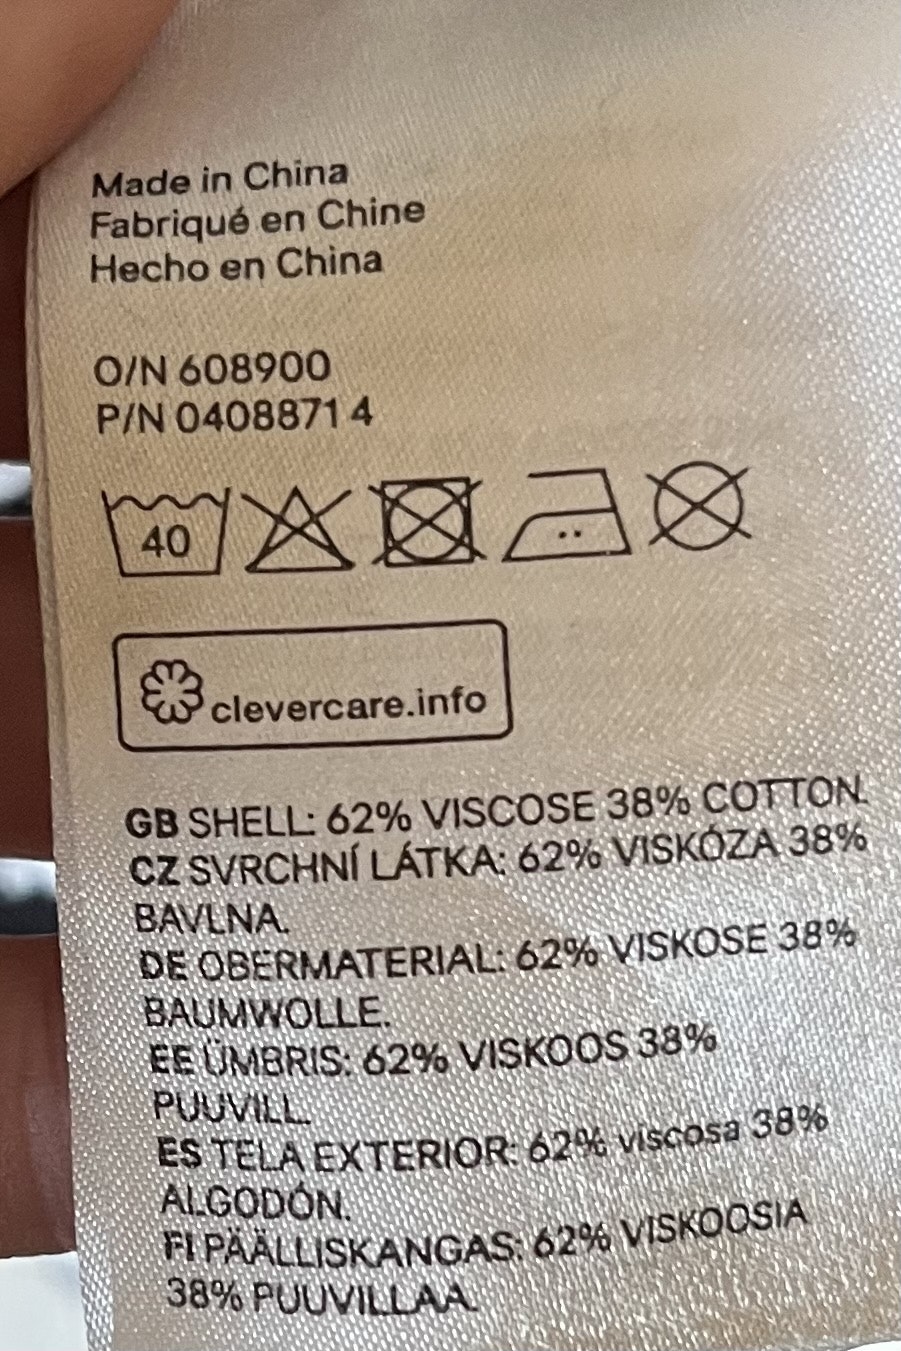 Made in China
Fabriqué en Chine
Hecho en China
O/N 608900
P/N 04088714
40
clevercare.info
GB SHELL: 62% VISCOSE 38% COTTON.
CZ SVRCHNÍ LÁTKA: 62% VISKÓZA 38%
BAVLNA.
DE OBERMATERIAL: 62% VISKOSE 38%
BAUMWOLLE.
EE ÜMBRIS: 62% VISKOOS 38%
PUUVILL.
ES TELA EXTERIOR: 62% viscosa 38%
ALGODÓN.
FI PÄÄLLISKANGAS: 62% VISKOOSIA
38% PUUVILLAA.